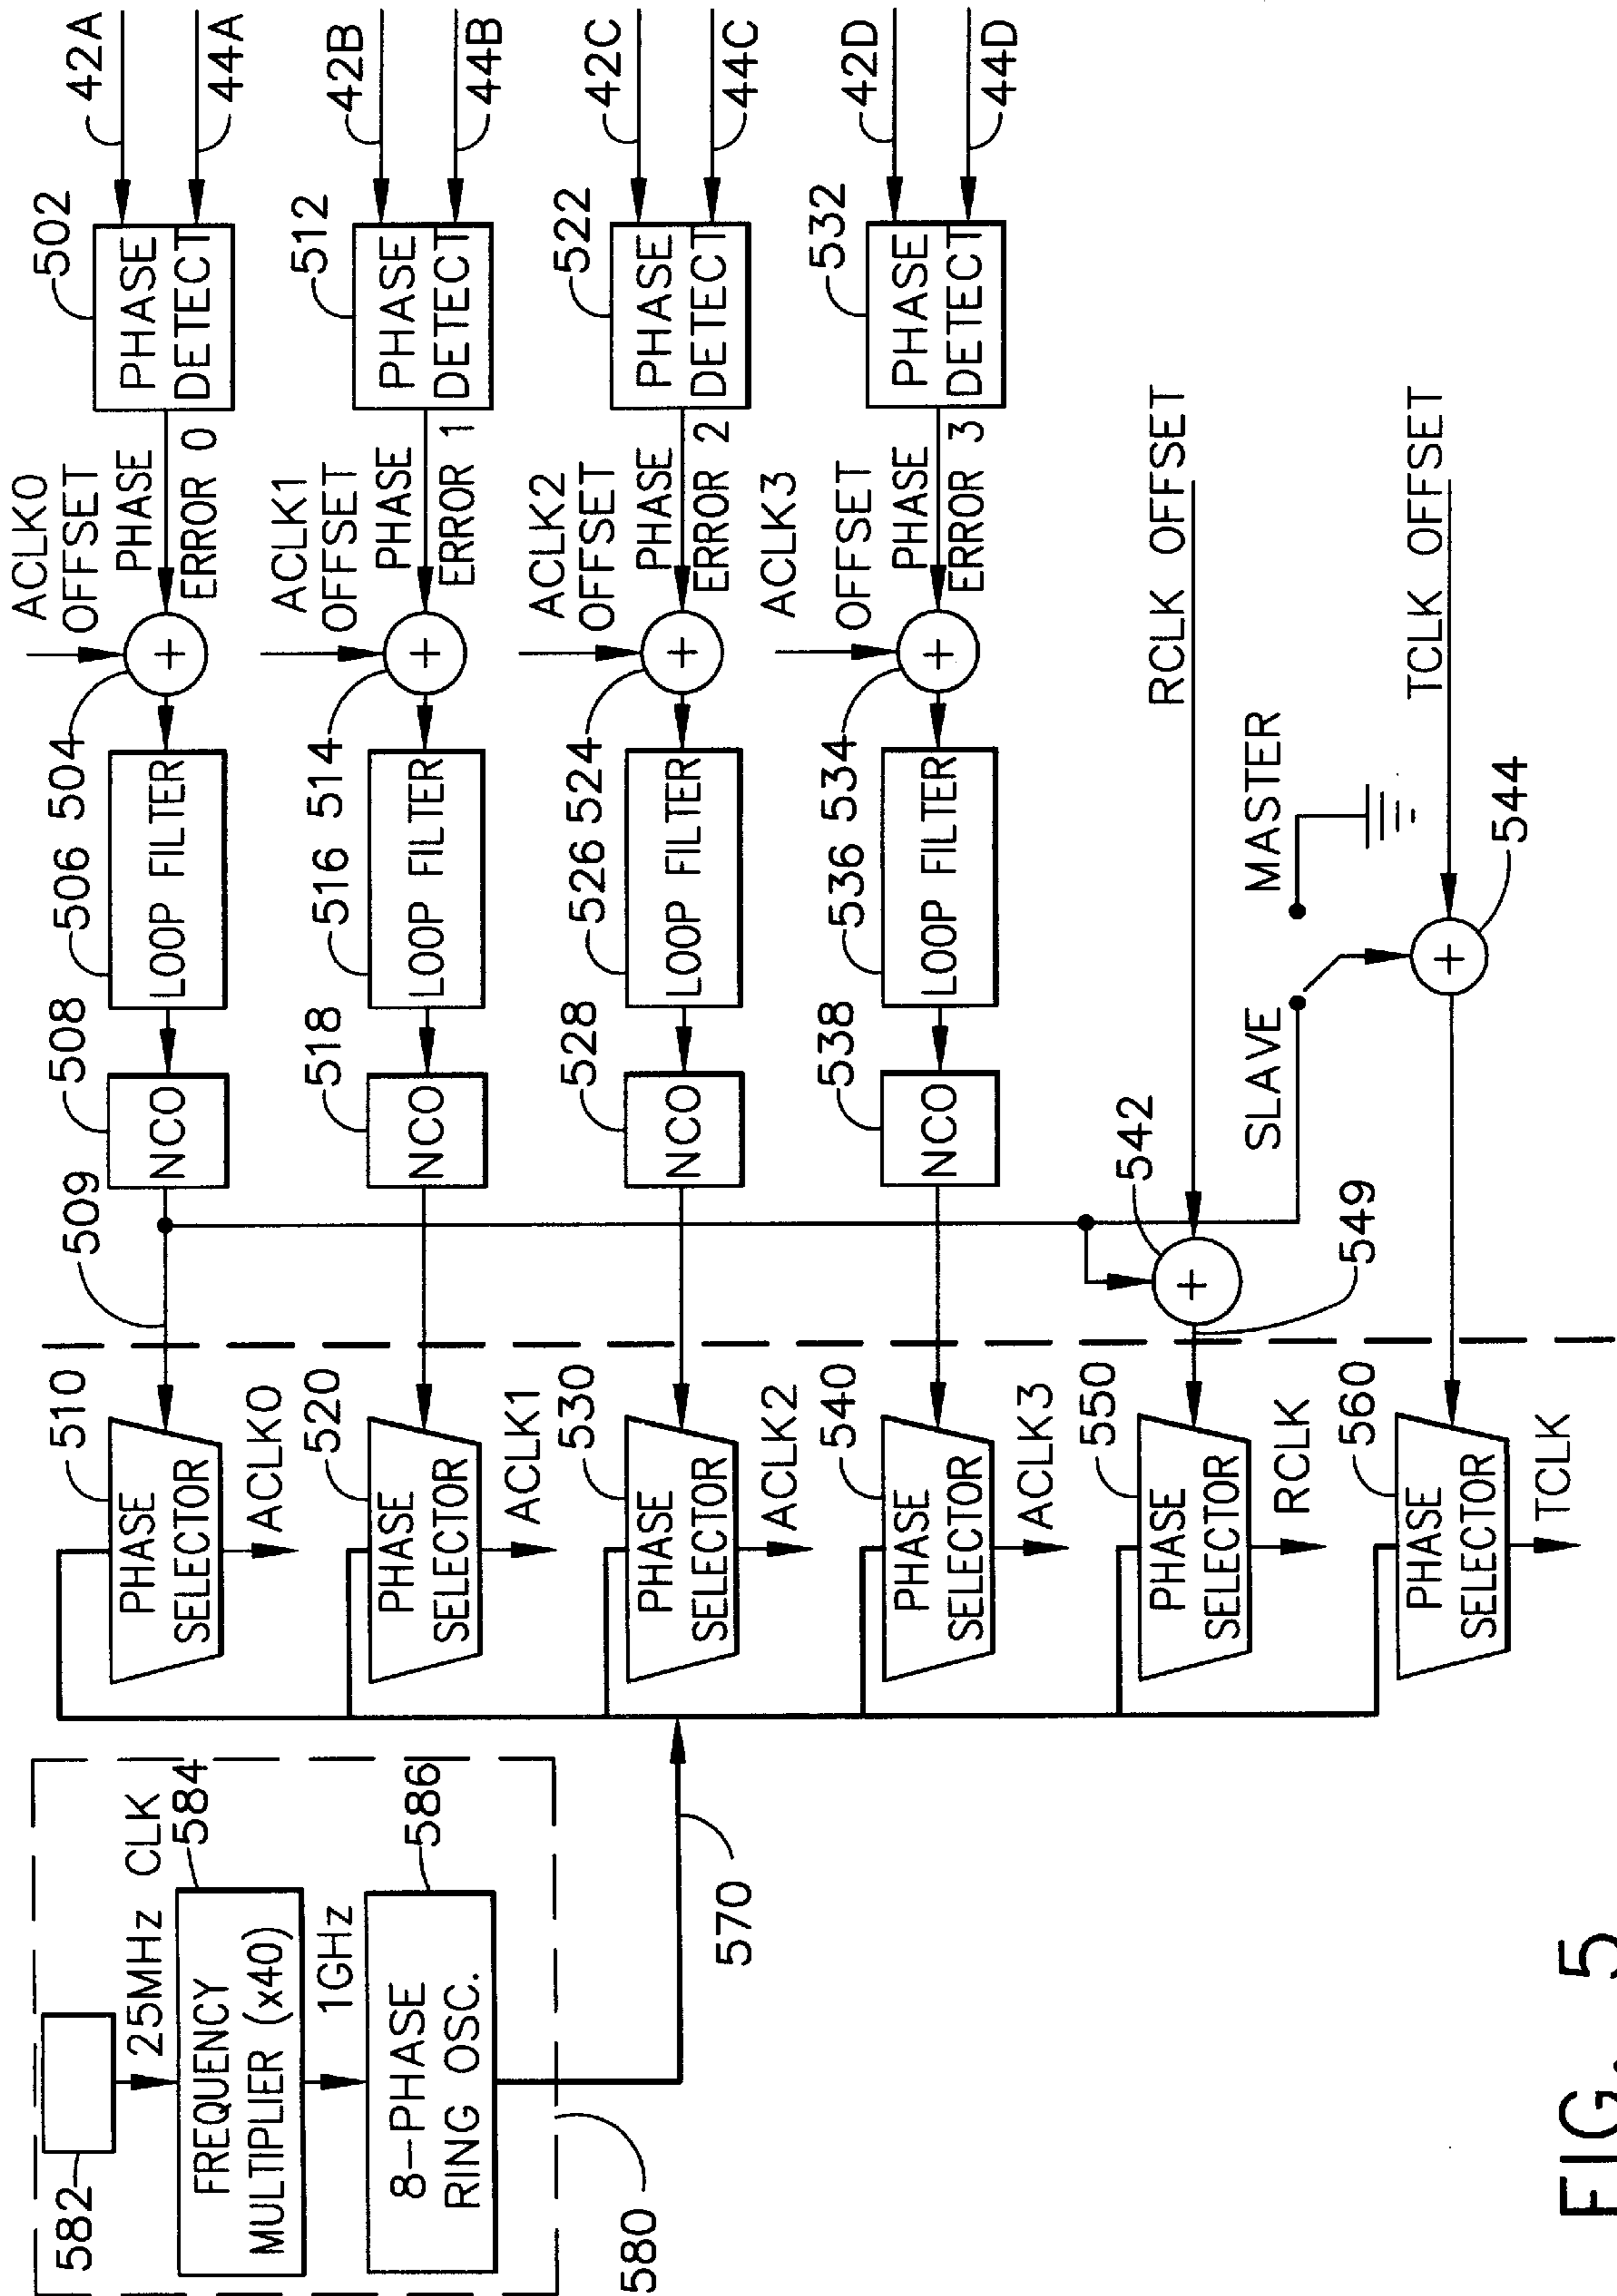 582
25MHz CLK
584
FREQUENCY
MULTIPLIER (x40)
1GHz
586
8-PHASE
RING OSC.
580
570
510
PHASE
SELECTOR
ACLK0
509
508
NCO
506
LOOP FILTER
504
+
ACLK0
OFFSET
PHASE
ERROR 0
502
PHASE
DETECT
42A
44A
520
PHASE
SELECTOR
ACLK1
518
NCO
516
LOOP FILTER
514
+
ACLK1
OFFSET
PHASE
ERROR 1
512
PHASE
DETECT
42B
44B
530
PHASE
SELECTOR
ACLK2
528
NCO
526
LOOP FILTER
524
+
ACLK2
OFFSET
PHASE
ERROR 2
522
PHASE
DETECT
42C
44C
540
PHASE
SELECTOR
ACLK3
538
NCO
536
LOOP FILTER
534
+
ACLK3
OFFSET
PHASE
ERROR 3
532
PHASE
DETECT
42D
44D
550
PHASE
SELECTOR
RCLK
549
542
+
RCLK OFFSET
SLAVE
MASTER
560
PHASE
SELECTOR
TCLK
+
544
TCLK OFFSET
FIG. 5